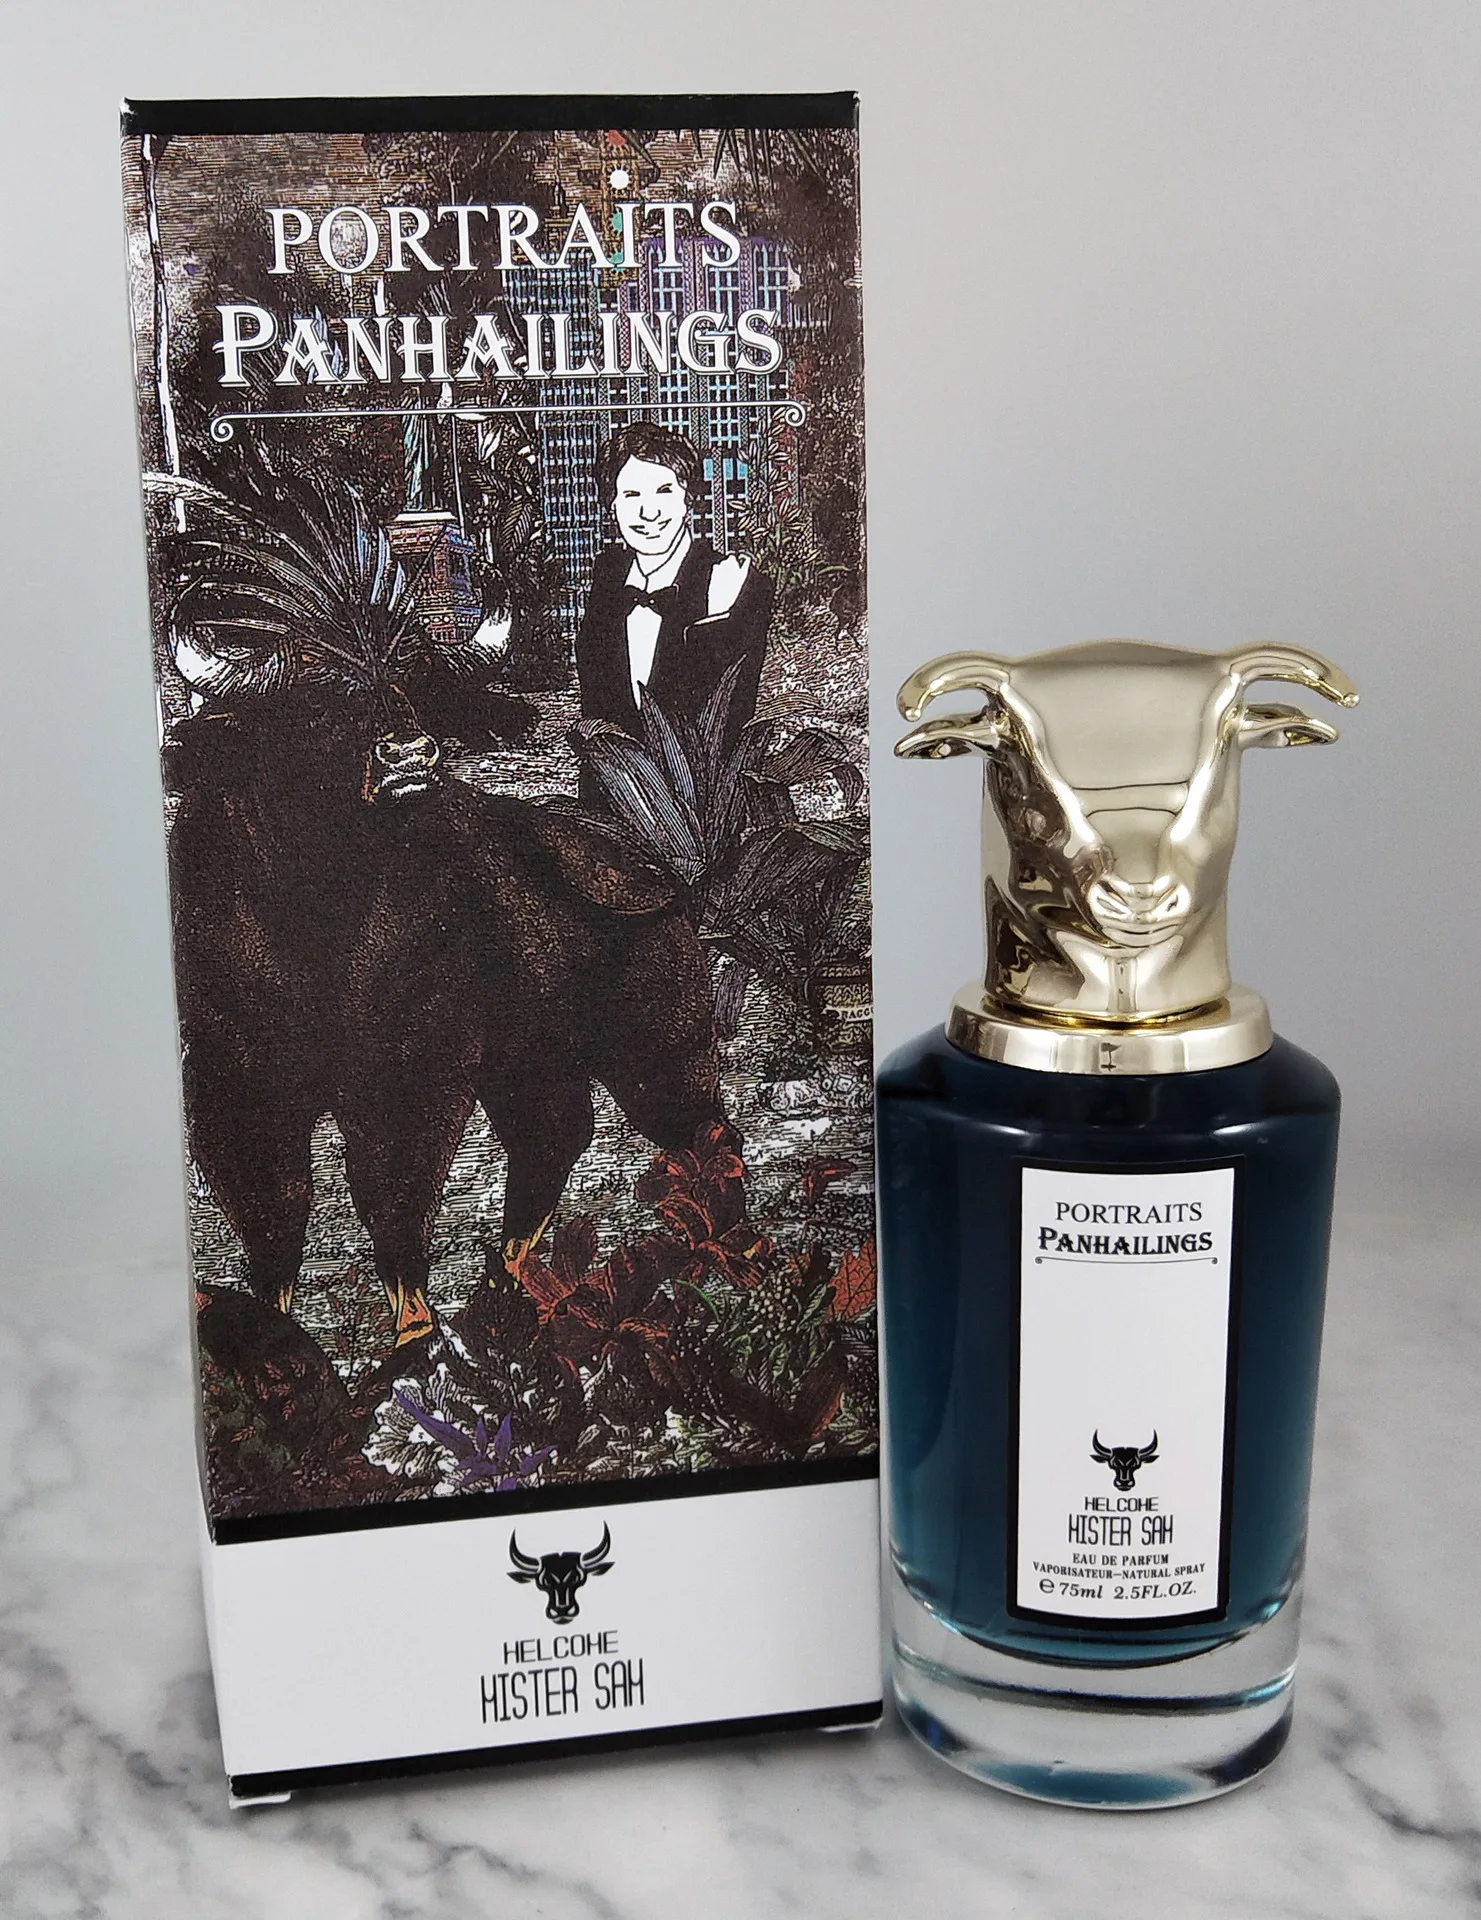 PORTRAITS
PANHAILINGS
HELCOHE
HISTER SAH
PORTRAITS
PANHAILINGS
HELCOHE
HISTER SAH
EAU DE PARFUM
VAPORISATEUR—NATURAL SPRAY
℮ 75ml 2.5FL.OZ.